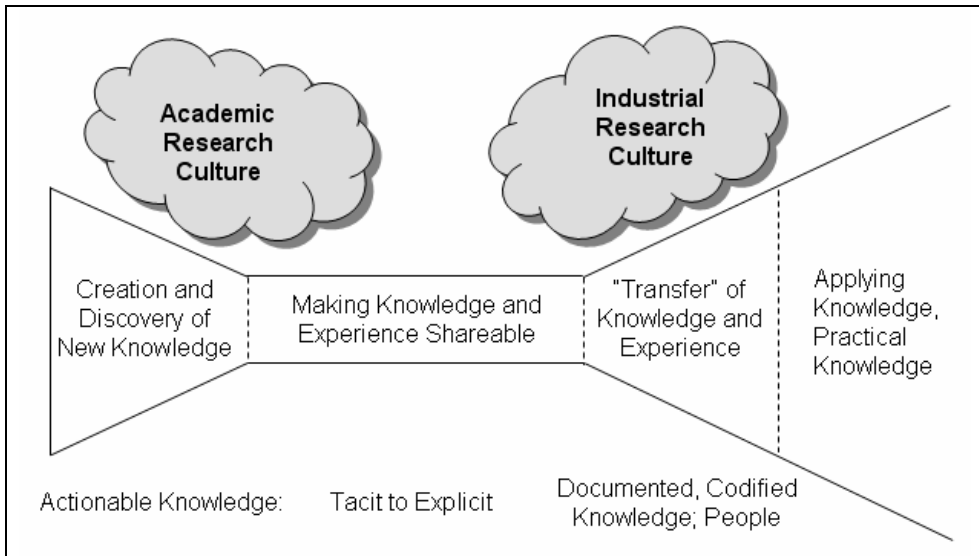 Academic
Research
Culture
Industrial
Research
Culture
Creation and
Discovery of
New Knowledge
Making Knowledge and
Experience Shareable
"Transfer" of
Knowledge and
Experience
Applying
Knowledge,
Practical
Knowledge
Actionable Knowledge:
Tacit to Explicit
Documented, Codified
Knowledge; People